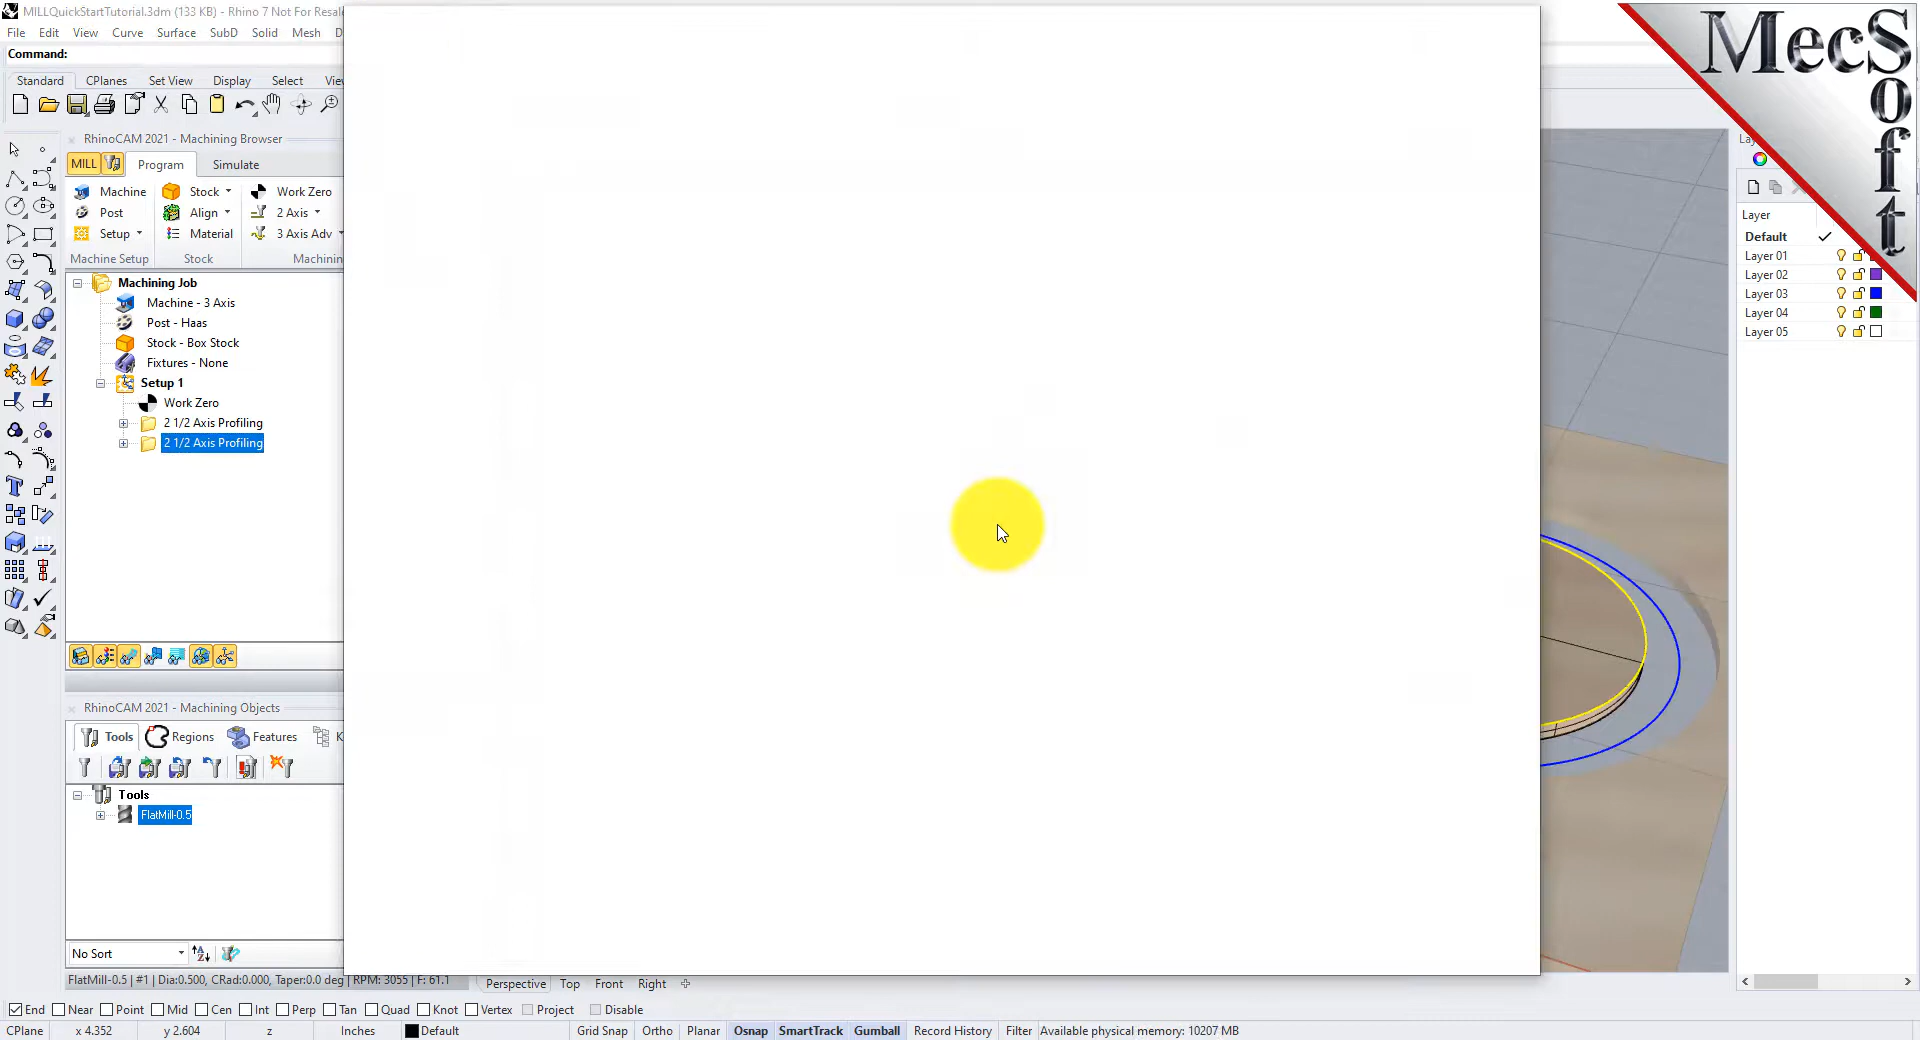 MILLQuickStartTutorial.3dm (133 KB) - Rhino 7 Not For Resal
File Edit View Curve Surface SubD Solid Mesh D
Command:
Standard CPlanes Set View Display Select Viev
RhinoCAM 2021 - Machining Browser
MILL Program Simulate
Machine Stock Work Zero
Post Align 2 Axis
Setup Material 3 Axis Adv
Machine Setup Stock Machinin
Machining Job
Machine - 3 Axis
Post - Haas
Stock - Box Stock
Fixtures - None
Setup 1
Work Zero
2 1/2 Axis Profiling
2 1/2 Axis Profiling
RhinoCAM 2021 - Machining Objects
Tools Regions Features K
Tools
FlatMill-0.5
No Sort
FlatMill-0.5 | #1 | Dia:0.500, CRad:0.000, Taper:0.0 deg | RPM: 3055 | F: 61.1
Perspective Top Front Right
End Near Point Mid Cen Int Perp Tan Quad Knot Vertex Project Disable
CPlane x 4.352 y 2.604 z Inches Default Grid Snap Ortho Planar Osnap SmartTrack Gumball Record History Filter Available physical memory: 10207 MB
MecSoft
Layer
Default
Layer 01
Layer 02
Layer 03
Layer 04
Layer 05